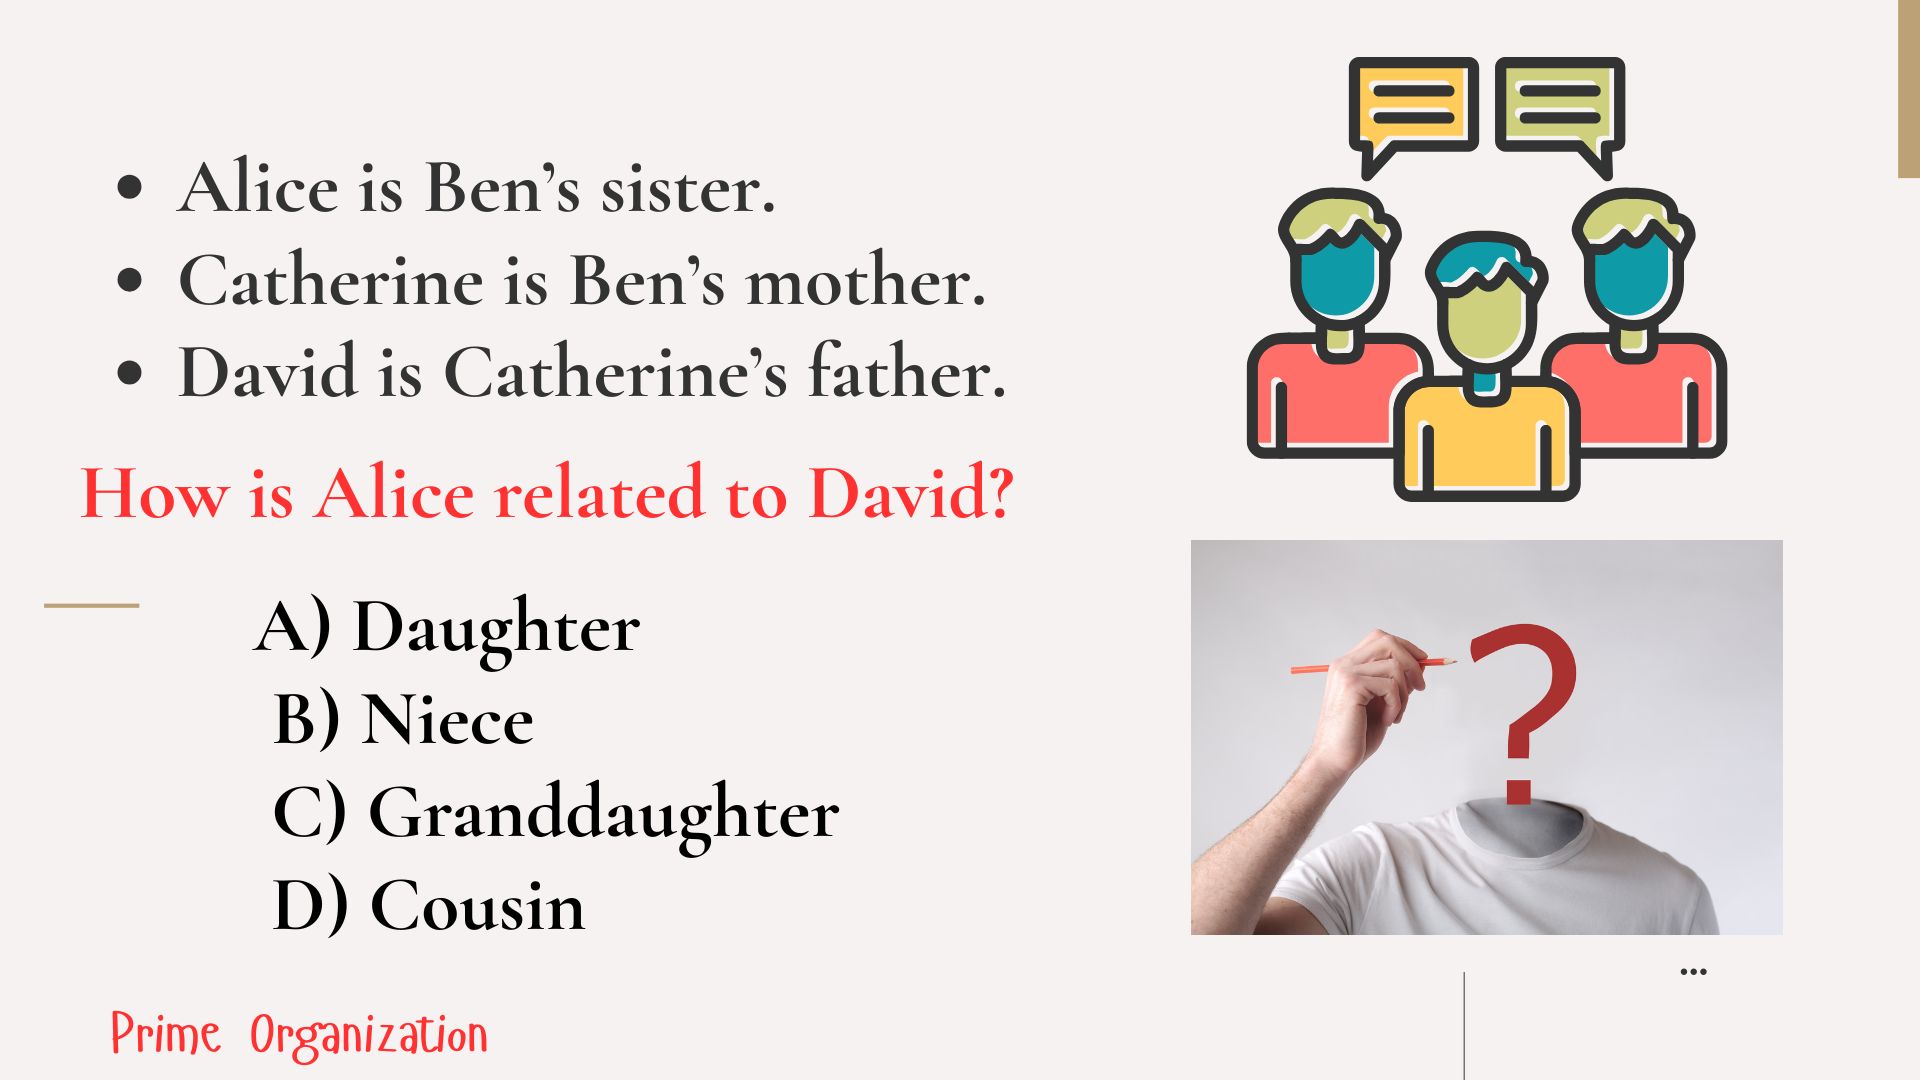 • Alice is Ben’s sister.
• Catherine is Ben’s mother.
• David is Catherine’s father.
How is Alice related to David?
A) Daughter
B) Niece
C) Granddaughter
D) Cousin
?
...
Prime Organization